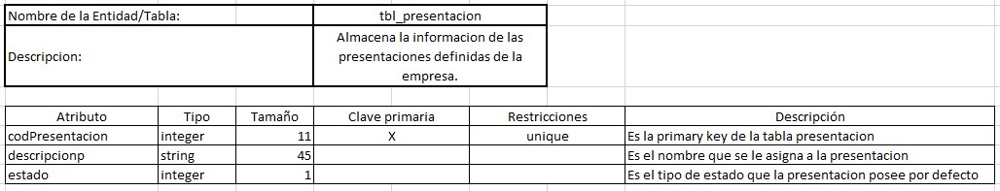 Nombre de la Entidad/Tabla: tbl_presentacion
Descripcion: Almacena la informacion de las
presentaciones definidas de la
empresa.
Atributo Tipo Tamaño Clave primaria Restricciones Descripción
codPresentacion integer 11 X unique Es la primary key de la tabla presentacion
descripcionp string 45 Es el nombre que se le asigna a la presentacion
estado integer 1 Es el tipo de estado que la presentacion posee por defecto